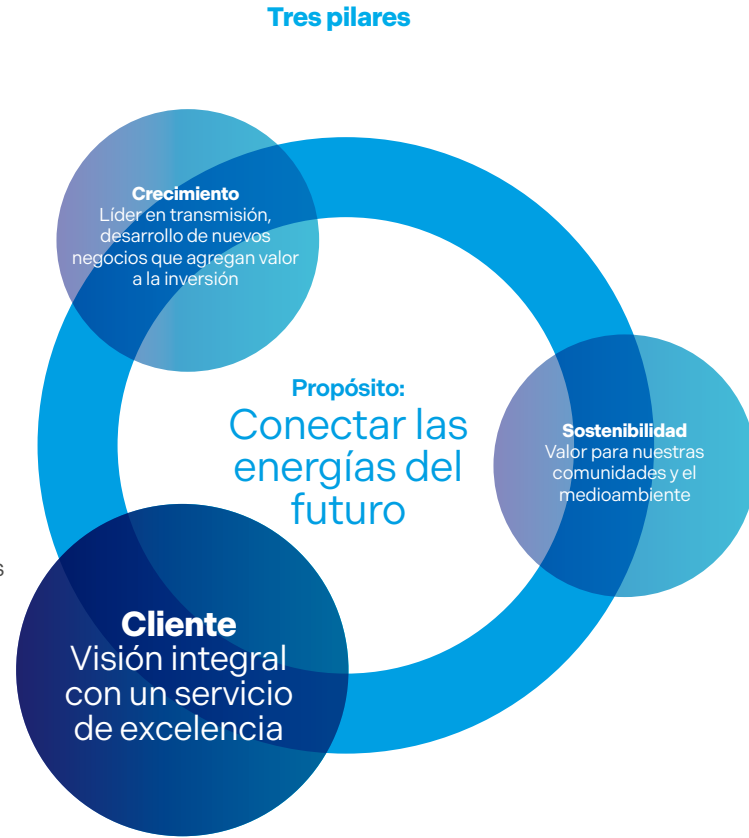 Tres pilares
Crecimiento
Líder en transmisión,
desarrollo de nuevos
negocios que agregan valor
a la inversión
Propósito:
Conectar las
energías del
futuro
Sostenibilidad
Valor para nuestras
comunidades y el
medioambiente
s
Cliente
Visión integral
con un servicio
de excelencia